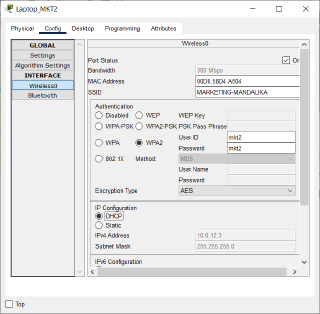 Laptop_MKT2
Physical Config Desktop Programming Attributes
GLOBAL
Settings
Algorithm Settings
INTERFACE
Wireless0
Bluetooth
Wireless0
Port Status On
Bandwidth 300 Mbps
MAC Address 00D0.58D4.A504
SSID MARKETING-MANDALIKA
Authentication
Disabled WEP WEP Key
WPA-PSK WPA2-PSK PSK Pass Phrase
User ID mkt2
WPA WPA2 Password mkt2
802.1X Method: MD5
User Name
Password
Encryption Type AES
IP Configuration
DHCP
Static
IPv4 Address 10.0.12.3
Subnet Mask 255.255.255.0
IPv6 Configuration
Top